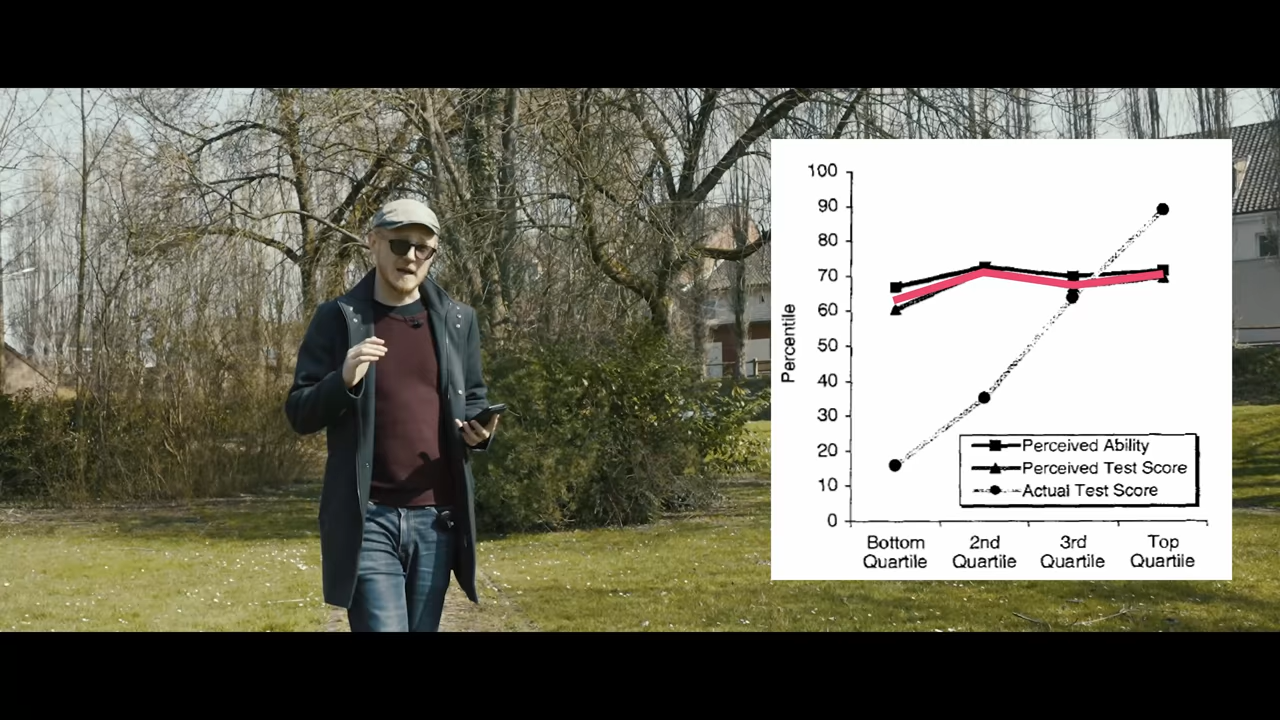 100
90
80
70
60
50
40
30
20
10
0
Percentile
Perceived Ability
Perceived Test Score
Actual Test Score
Bottom Quartile
2nd Quartile
3rd Quartile
Top Quartile